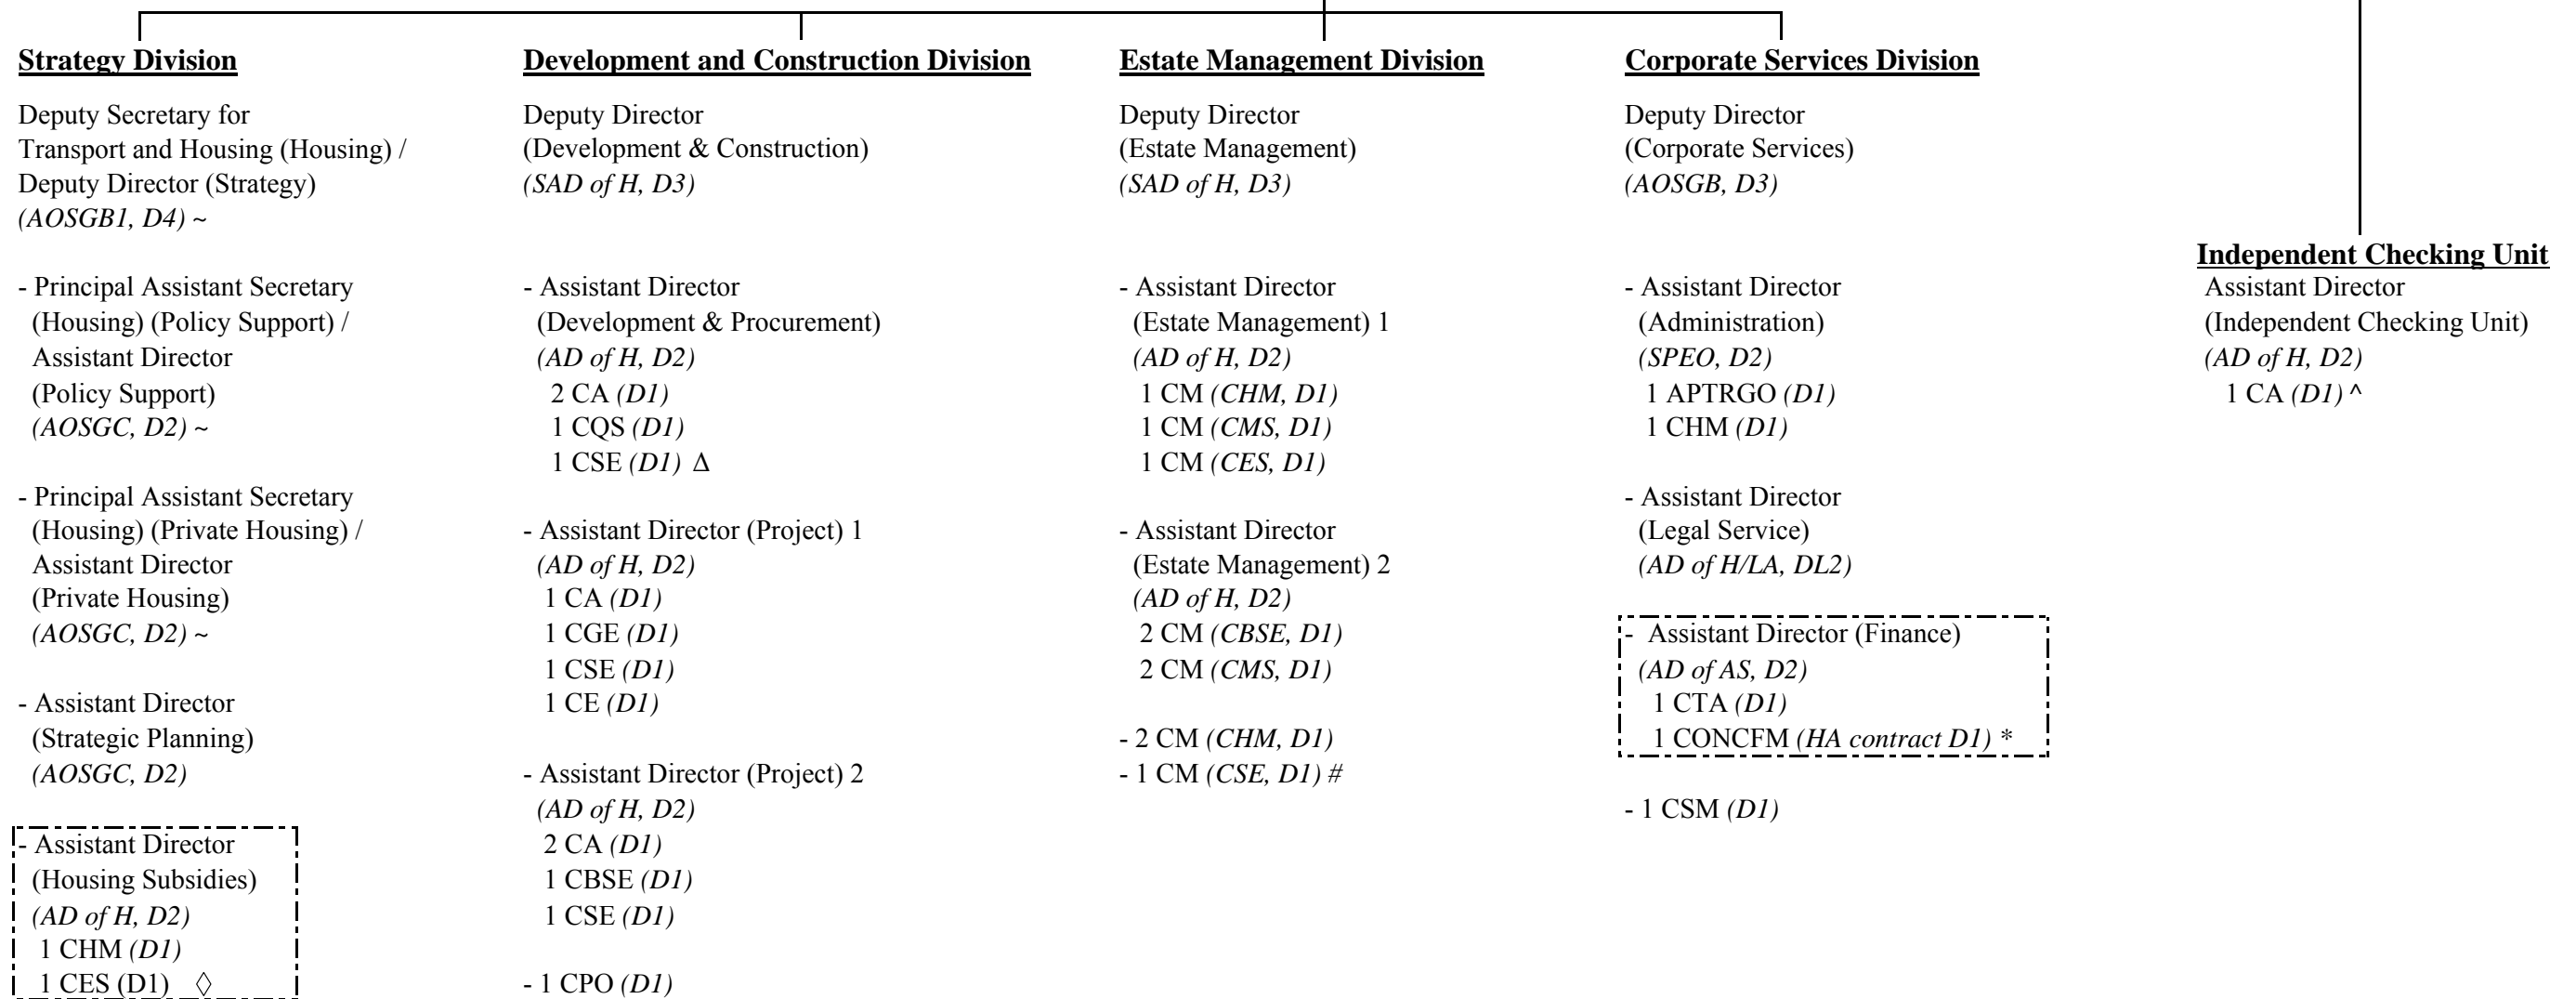 Strategy Division
Deputy Secretary for
Transport and Housing (Housing) /
Deputy Director (Strategy)
(AOSGB1, D4) ~
- Principal Assistant Secretary
(Housing) (Policy Support) /
Assistant Director
(Policy Support)
(AOSGC, D2) ~
- Principal Assistant Secretary
(Housing) (Private Housing) /
Assistant Director
(Private Housing)
(AOSGC, D2) ~
- Assistant Director
(Strategic Planning)
(AOSGC, D2)
- Assistant Director
(Housing Subsidies)
(AD of H, D2)
1 CHM (D1)
1 CES (D1) ◊
Development and Construction Division
Deputy Director
(Development & Construction)
(SAD of H, D3)
- Assistant Director
(Development & Procurement)
(AD of H, D2)
2 CA (D1)
1 CQS (D1)
1 CSE (D1) Δ
- Assistant Director (Project) 1
(AD of H, D2)
1 CA (D1)
1 CGE (D1)
1 CSE (D1)
1 CE (D1)
- Assistant Director (Project) 2
(AD of H, D2)
2 CA (D1)
1 CBSE (D1)
1 CSE (D1)
- 1 CPO (D1)
Estate Management Division
Deputy Director
(Estate Management)
(SAD of H, D3)
- Assistant Director
(Estate Management) 1
(AD of H, D2)
1 CM (CHM, D1)
1 CM (CMS, D1)
1 CM (CES, D1)
- Assistant Director
(Estate Management) 2
(AD of H, D2)
2 CM (CBSE, D1)
2 CM (CMS, D1)
- 2 CM (CHM, D1)
- 1 CM (CSE, D1) #
Corporate Services Division
Deputy Director
(Corporate Services)
(AOSGB, D3)
- Assistant Director
(Administration)
(SPEO, D2)
1 APTRGO (D1)
1 CHM (D1)
- Assistant Director
(Legal Service)
(AD of H/LA, DL2)
- Assistant Director (Finance)
(AD of AS, D2)
1 CTA (D1)
1 CONCFM (HA contract D1) *
- 1 CSM (D1)
Independent Checking Unit
Assistant Director
(Independent Checking Unit)
(AD of H, D2)
1 CA (D1) ^